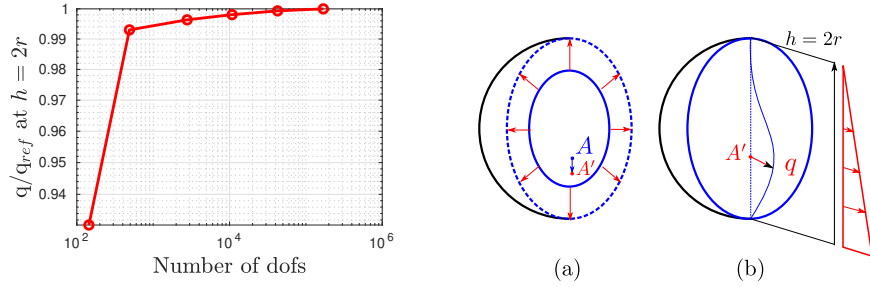 1
0.99
0.98
0.97
0.96
0.95
0.94
q/q_ref at h = 2r
10^2
10^4
10^6
Number of dofs
A
A′
(a)
h = 2r
A′
q
(b)